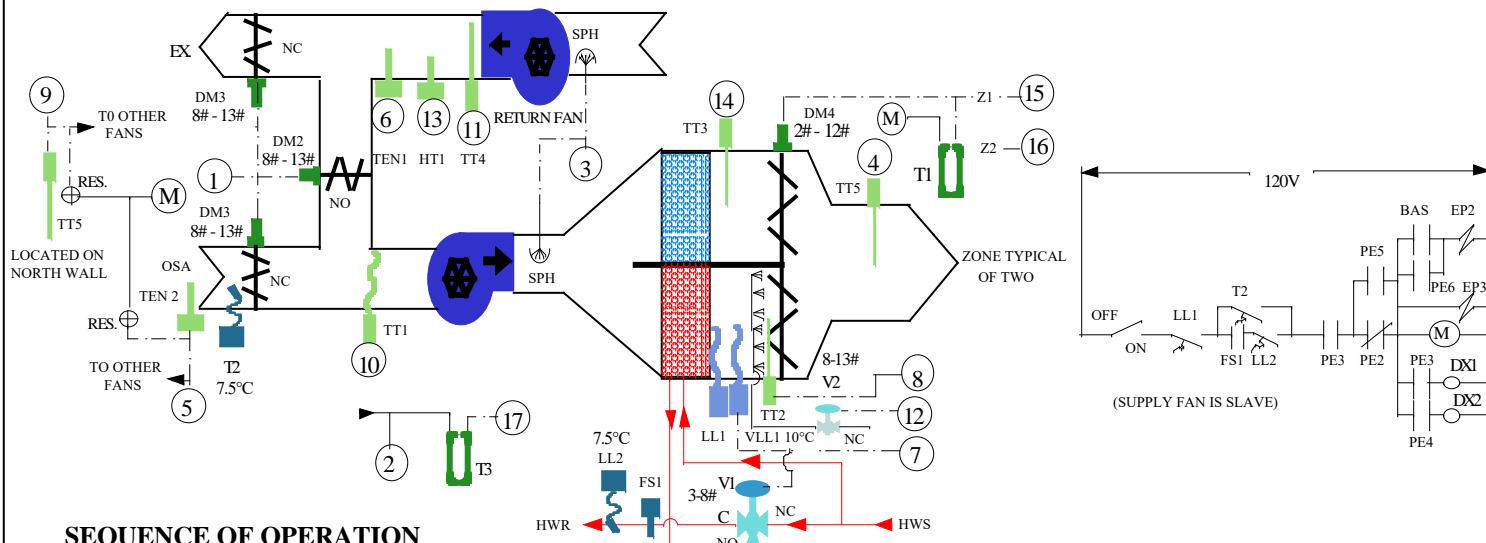 EX.
NC
SPH
9
T0 OTHER
FANS
DM3
8# - 13#
6
13
11
RETURN FAN
TEN1
HT1
TT4
3
14
TT3
DM4
2# - 12#
M
Z1
15
Z2
16
T1
4
TT5
DM2
8# - 13#
1
NO
RES.
M
DM3
8# - 13#
TT5
LOCATED ON
NORTH WALL
OSA
NC
TEN 2
RES.
TO OTHER
FANS
5
T2
7.5°C
TT1
10
SPH
ZONE TYPICAL
OF TWO
120V
BAS
EP2
PE5
PE6
EP3
OFF
ON
LL1
T2
FS1
LL2
PE3
PE2
M
PE3
DX1
DX2
PE4
(SUPPLY FAN IS SLAVE)
8-13#
V2
8
12
NC
TT2
LL1
VLL1 10°C
7
2
17
T3
7.5°C
LL2
FS1
V1
3-8#
C
NC
HWR
HWS
NO
SEQUENCE OF OPERATION